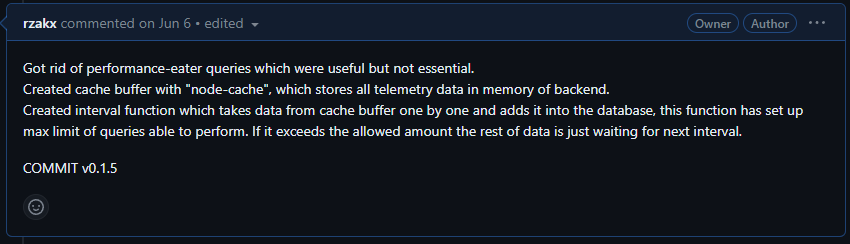 rzakx commented on Jun 6 • edited
Owner
Author
Got rid of performance-eater queries which were useful but not essential.
Created cache buffer with "node-cache", which stores all telemetry data in memory of backend.
Created interval function which takes data from cache buffer one by one and adds it into the database, this function has set up
max limit of queries able to perform. If it exceeds the allowed amount the rest of data is just waiting for next interval.
COMMIT v0.1.5